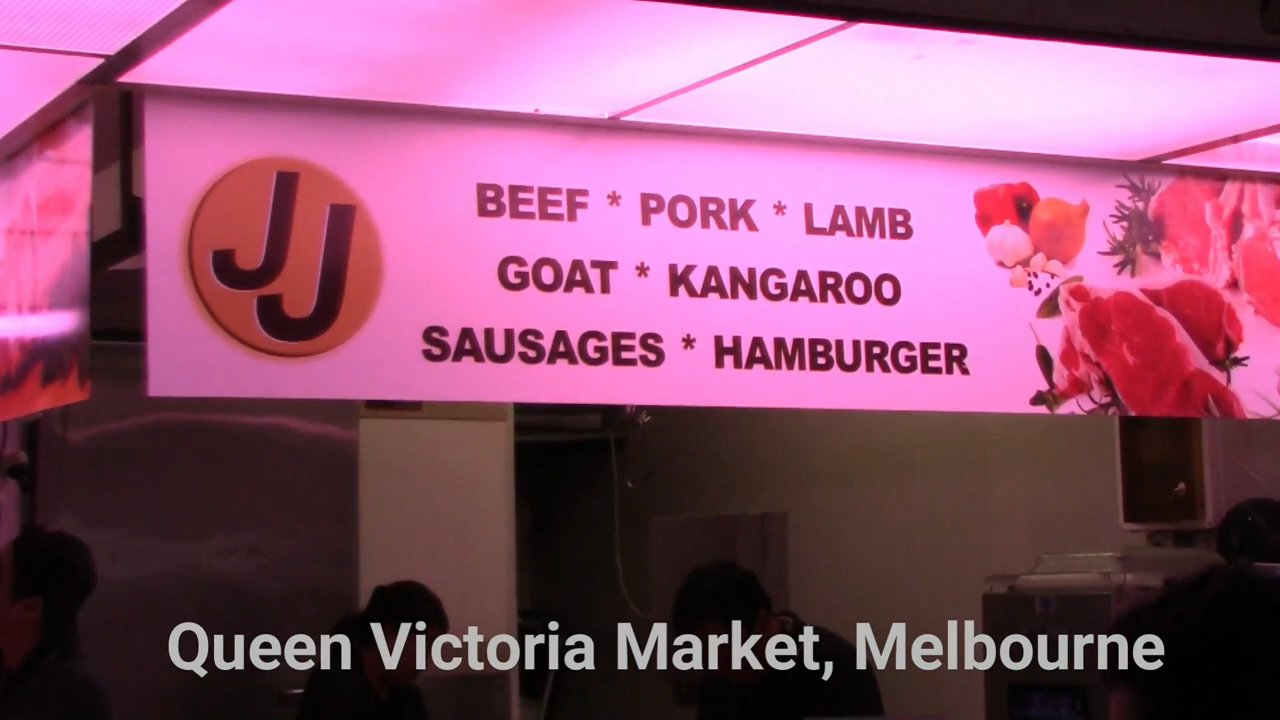 JJ
BEEF * PORK * LAMB
GOAT * KANGAROO
SAUSAGES * HAMBURGER
Queen Victoria Market, Melbourne